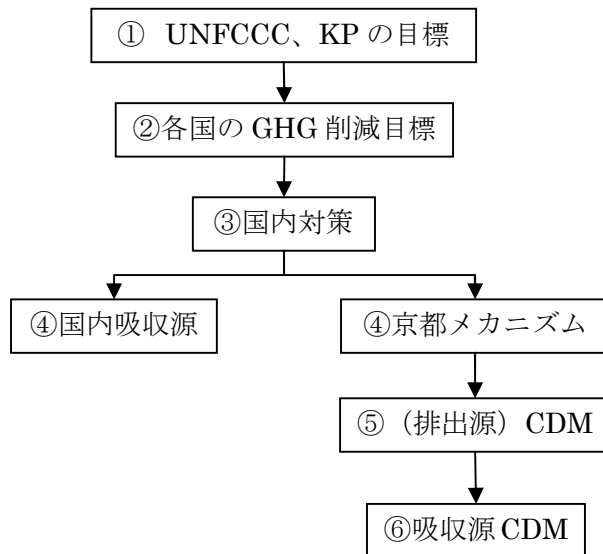 ① UNFCCC、KP の目標
②各国の GHG 削減目標
③国内対策
④国内吸収源
④京都メカニズム
⑤（排出源）CDM
⑥吸収源 CDM